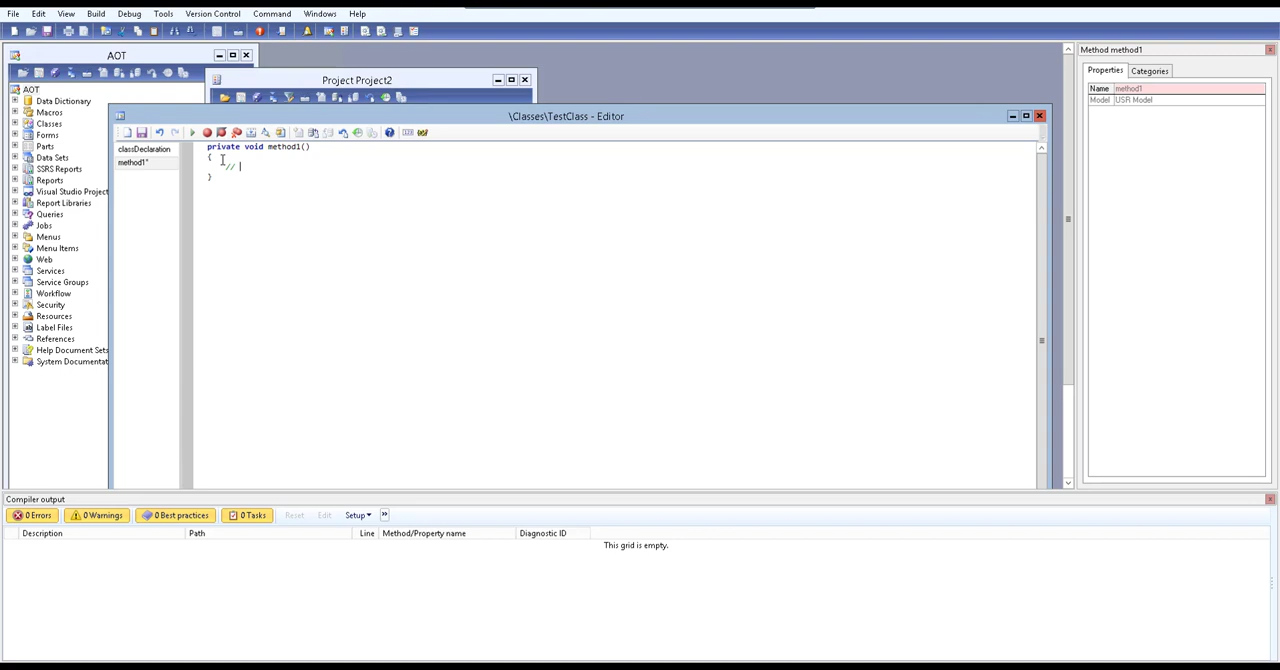 File Edit View Build Debug Tools Version Control Command Windows Help
AOT
AOT
Data Dictionary
Macros
Classes
Forms
Parts
Data Sets
SSRS Reports
Reports
Visual Studio Project
Report Libraries
Queries
Jobs
Menus
Menu Items
Web
Services
Service Groups
Workflow
Security
Resources
Label Files
References
Help Document Sets
System Documentat
Project Project2
\Classes\TestClass - Editor
classDeclaration
method1*
private void method1()
{
//
}
Method method1
Properties Categories
Name method1
Model USR Model
Compiler output
0 Errors 0 Warnings 0 Best practices 0 Tasks Reset Edit Setup »
Description Path Line Method/Property name Diagnostic ID
This grid is empty.